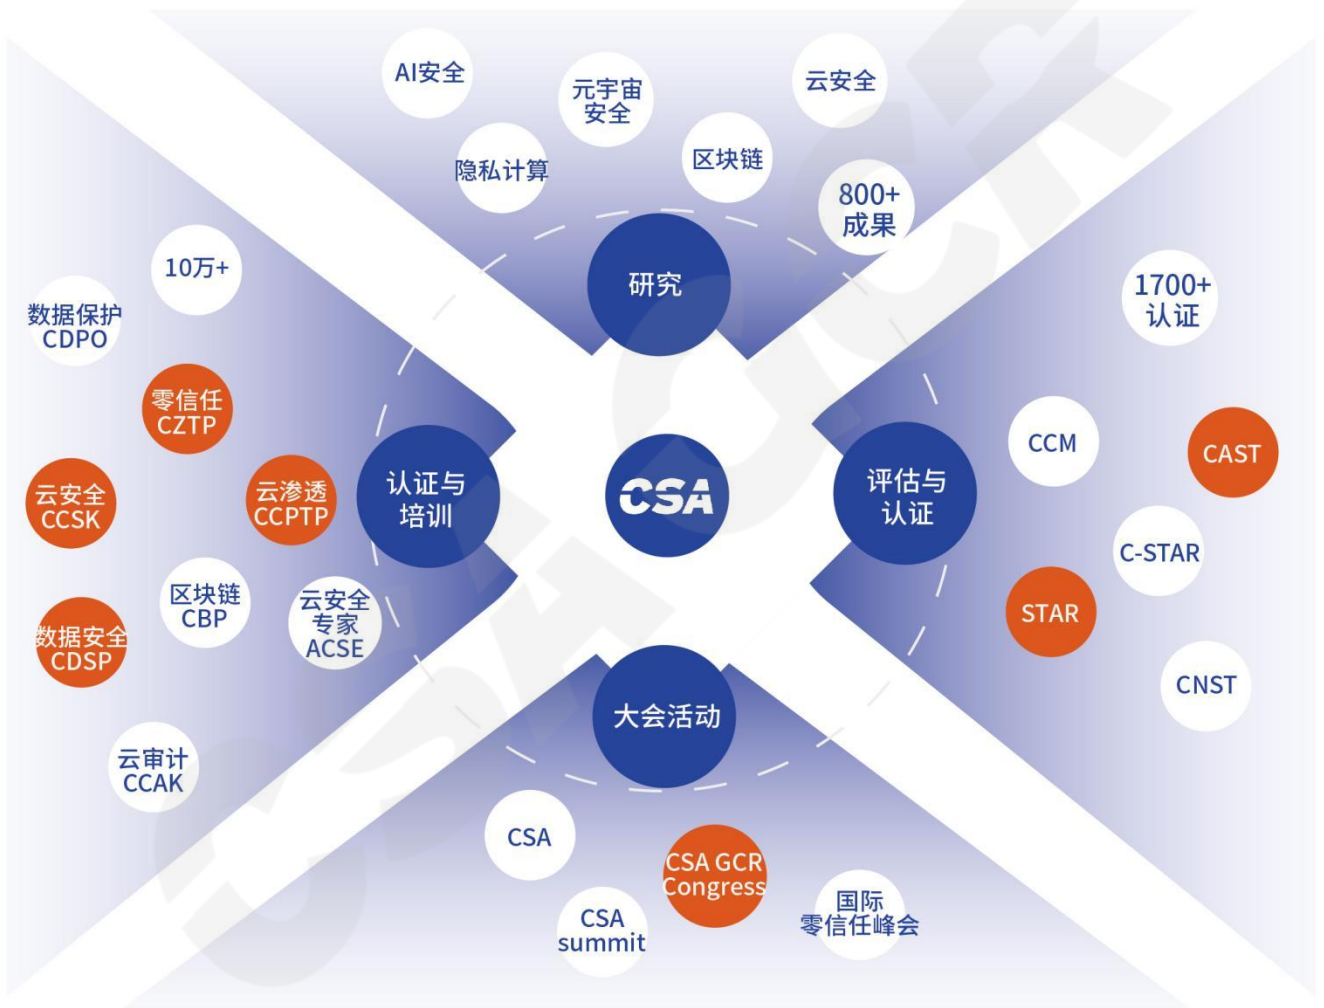 AI安全
元宇宙
安全
云安全
隐私计算
区块链
800+
成果
研究
10万+
数据保护
CDPO
零信任
CZTP
云安全
CCSK
云渗透
CCPTP
认证与
培训
区块链
CBP
云安全
专家
ACSE
数据安全
CDSP
云审计
CCAK
CSA
1700+
认证
CCM
CAST
评估与
认证
C-STAR
STAR
CNST
大会活动
CSA
CSA GCR
Congress
CSA
summit
国际
零信任峰会
CSA GCR